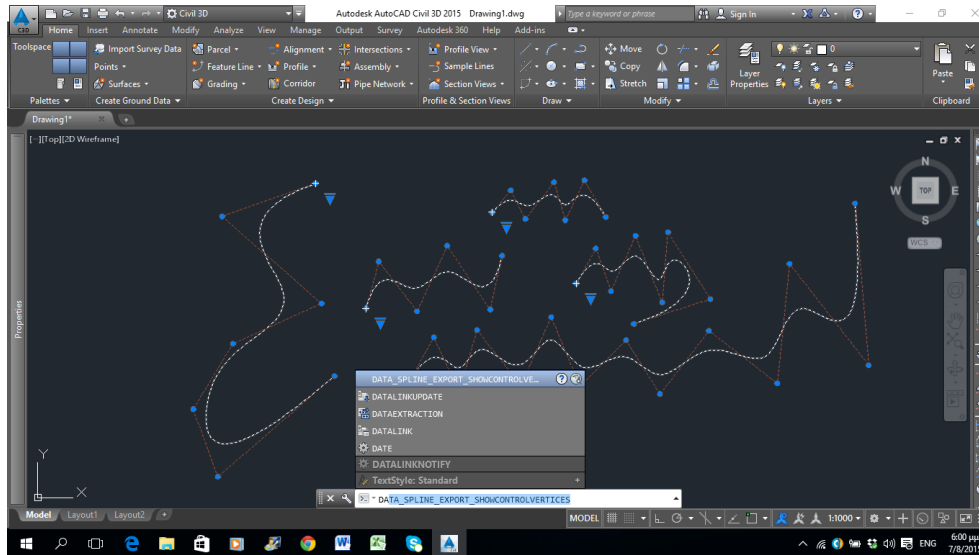 Civil 3D
Autodesk AutoCAD Civil 3D 2015 Drawing1.dwg
Type a keyword or phrase
Sign In
C3D
Home Insert Annotate Modify Analyze View Manage Output Survey Autodesk 360 Help Add-ins
Toolspace
Import Survey Data
Parcel
Alignment
Intersections
Profile View
Move
0
Points
Feature Line
Profile
Assembly
Sample Lines
Copy
Layer Properties
Paste
Surfaces
Grading
Corridor
Pipe Network
Section Views
Stretch
Palettes
Create Ground Data
Create Design
Profile & Section Views
Draw
Modify
Layers
Clipboard
Drawing1*
[-][Top][2D Wireframe]
N
W TOP E
S
WCS
Properties
DATA_SPLINE_EXPORT_SHOWCONTROLVE...
DATALINKUPDATE
DATAEXTRACTION
DATALINK
DATE
DATALINKNOTIFY
TextStyle: Standard
DATA_SPLINE_EXPORT_SHOWCONTROLVERTICES
Y
X
Model Layout1 Layout2
MODEL
1:1000
ENG
6:00 μμ